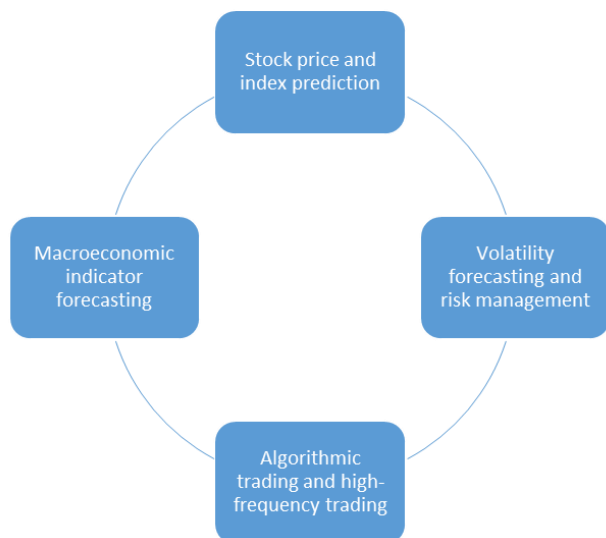 Stock price and
index prediction
Volatility
forecasting and
risk management
Algorithmic
trading and high-
frequency trading
Macroeconomic
indicator
forecasting